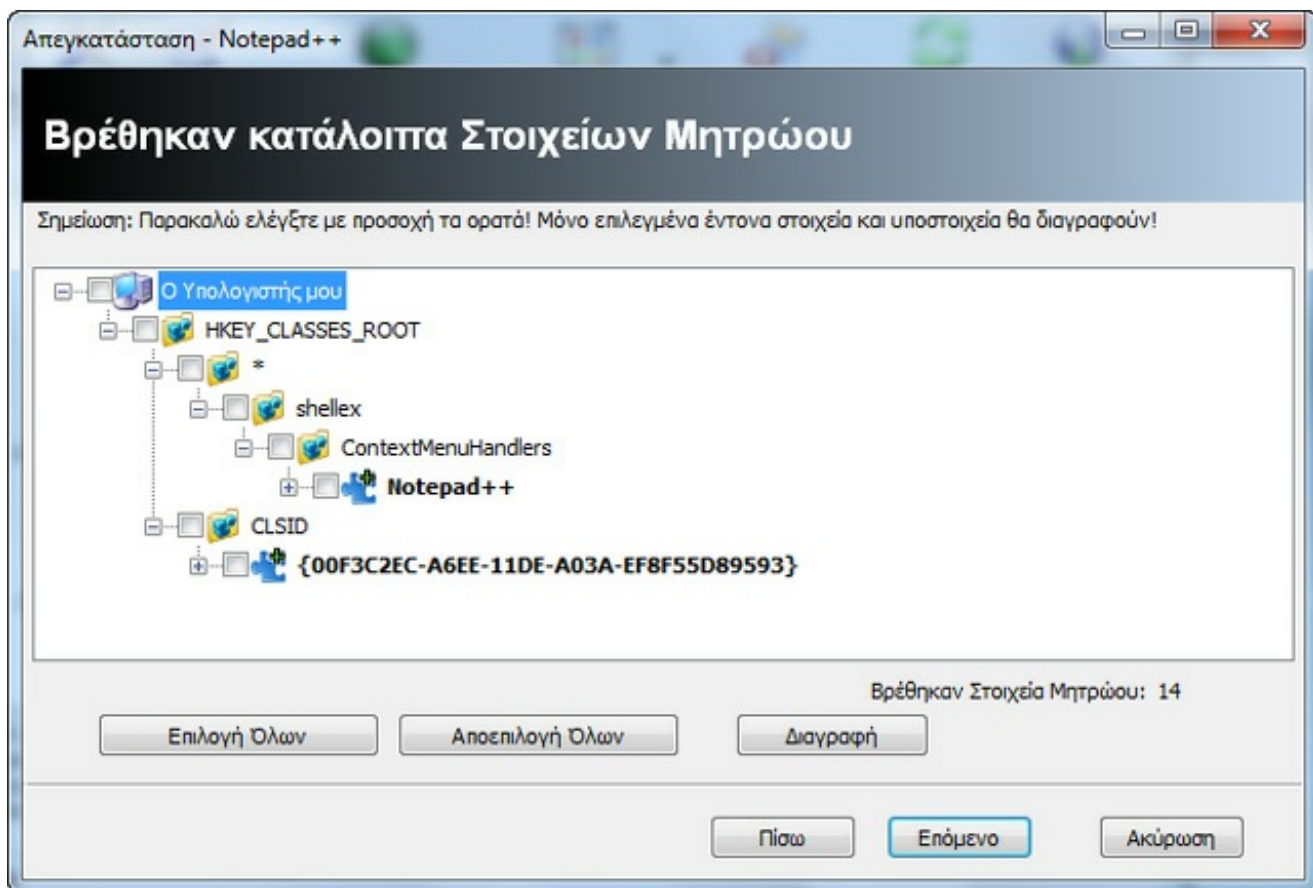 Απεγκατάσταση - Notepad++
Βρέθηκαν κατάλοιπα Στοιχείων Μητρώου
Σημείωση: Παρακαλώ ελέγξτε με προσοχή τα ορατά! Μόνο επιλεγμένα έντονα στοιχεία και υποστοιχεία θα διαγραφούν!
Ο Υπολογιστής μου
HKEY_CLASSES_ROOT
*
shellex
ContextMenuHandlers
Notepad++
CLSID
{00F3C2EC-A6EE-11DE-A03A-EF8F55D89593}
Βρέθηκαν Στοιχεία Μητρώου: 14
Επιλογή Όλων Αποεπιλογή Όλων Διαγραφή
Πίσω Επόμενο Ακύρωση